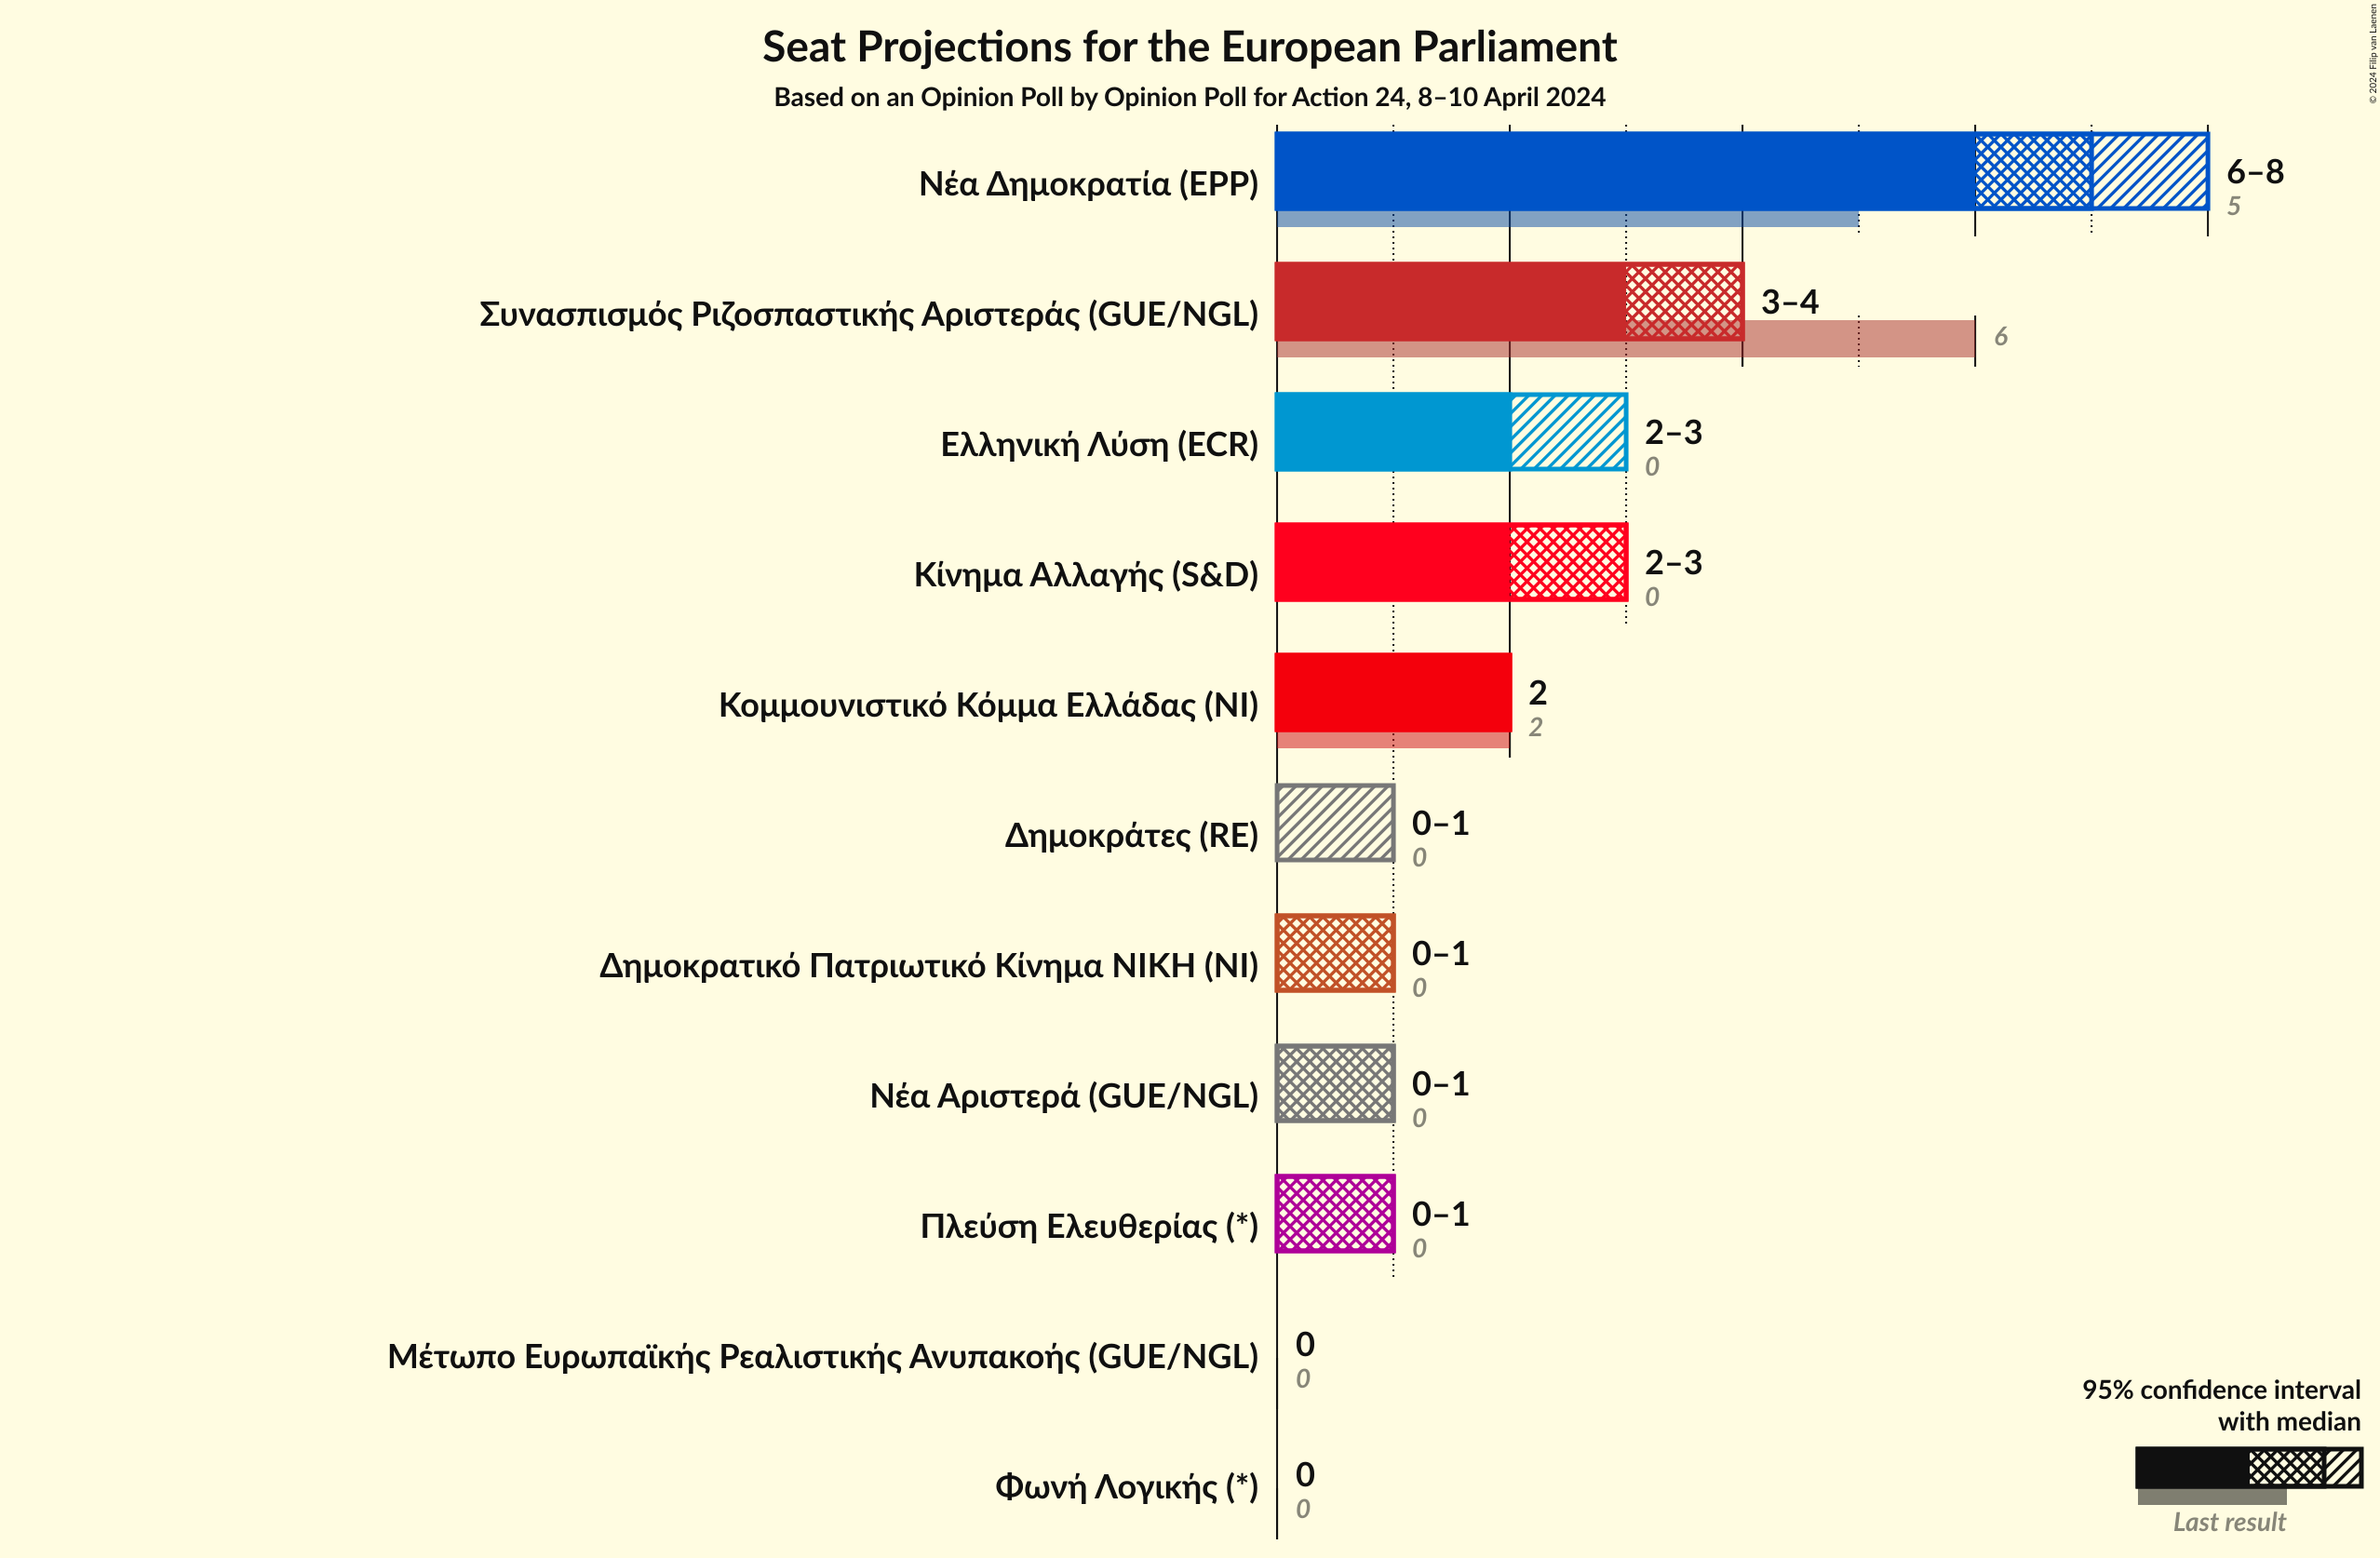 Seat Projections for the European Parliament
Based on an Opinion Poll by Opinion Poll for Action 24, 8–10 April 2024
© 2024 Filip van Laenen
Νέα Δημοκρατία (EPP)
6–8
5
Συνασπισμός Ριζοσπαστικής Αριστεράς (GUE/NGL)
3–4
6
Ελληνική Λύση (ECR)
2–3
0
Κίνημα Αλλαγής (S&D)
2–3
0
Κομμουνιστικό Κόμμα Ελλάδας (NI)
2
2
Δημοκράτες (RE)
0–1
0
Δημοκρατικό Πατριωτικό Κίνημα ΝΙΚΗ (NI)
0–1
0
Νέα Αριστερά (GUE/NGL)
0–1
0
Πλεύση Ελευθερίας (*)
0–1
0
Μέτωπο Ευρωπαϊκής Ρεαλιστικής Ανυπακοής (GUE/NGL)
0
0
Φωνή Λογικής (*)
0
0
95% confidence interval
with median
Last result